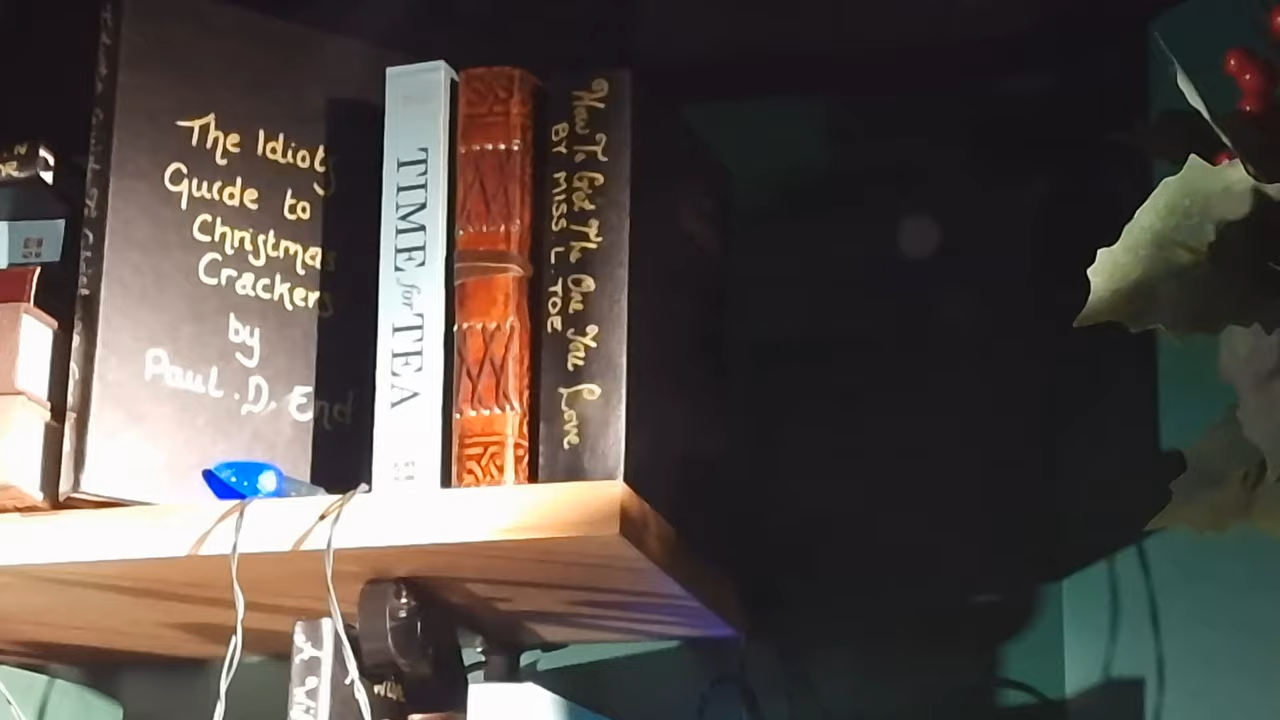 The Idiots
Guide to
Christmas
Crackers
by
Paul.D.End
TIME for TEA
How To Get The One You Love
BY MISS L. TOE